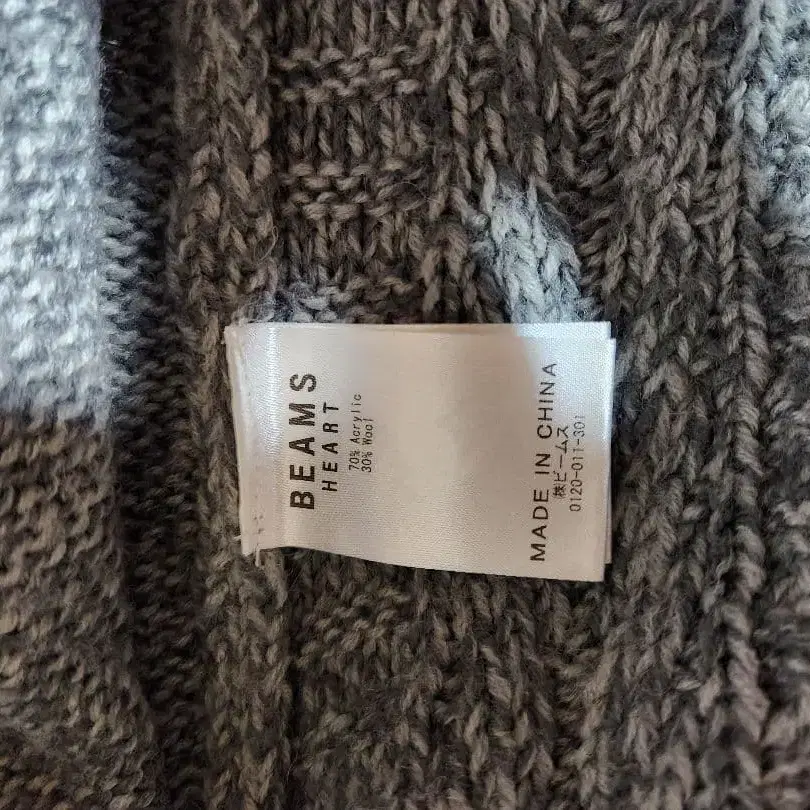 BEAMS
HEART
70% Acrylic
30% Wool
MADE IN CHINA
㈱ビームス
0120-011-301